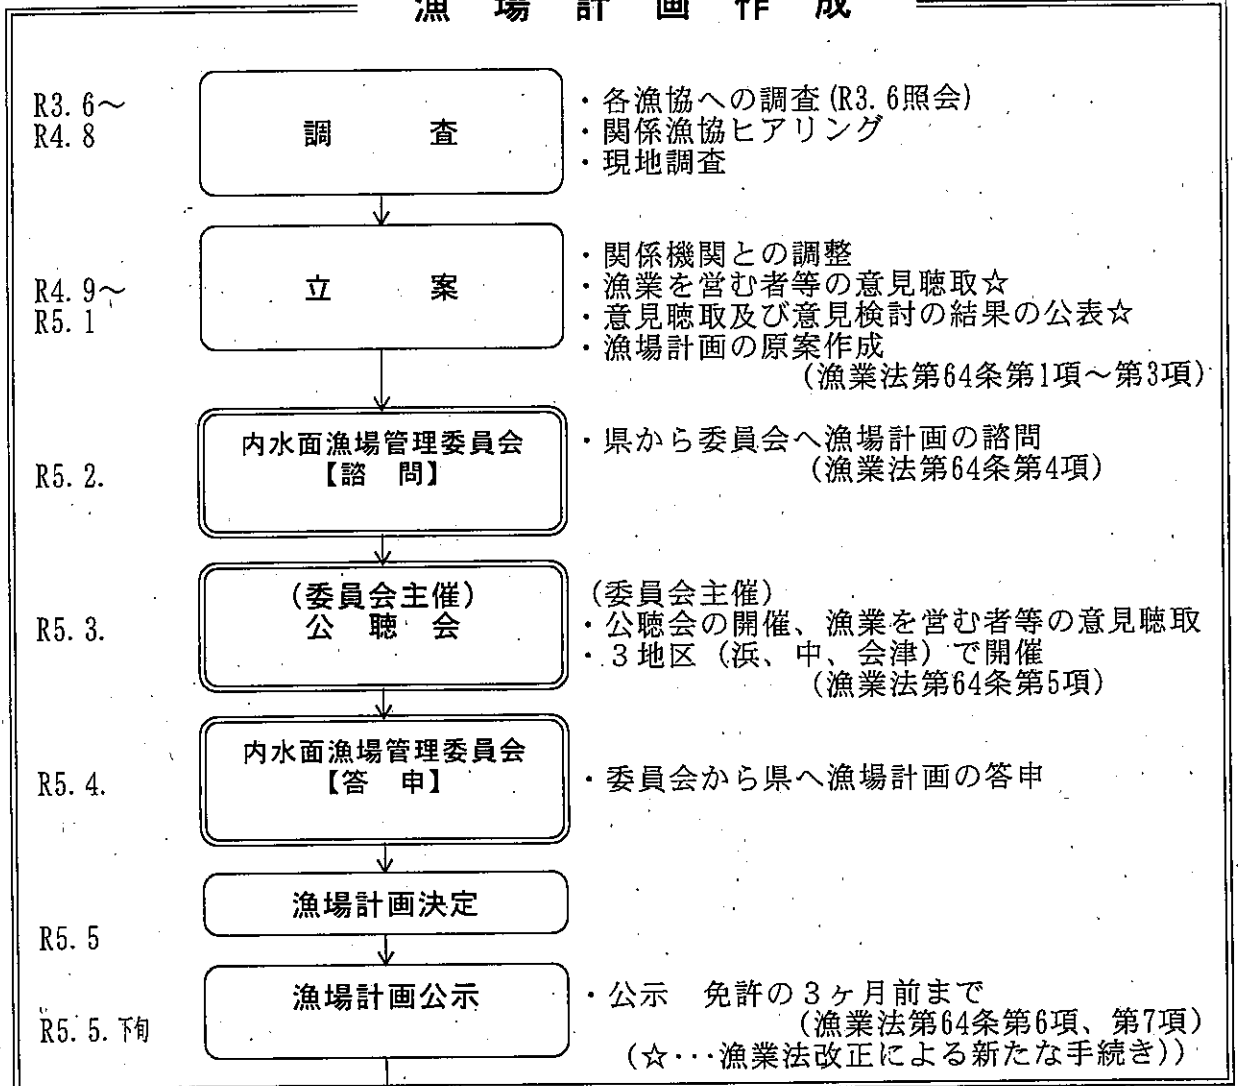 漁場計画作成
R3.6～
R4.8
調査
・各漁協への調査(R3.6照会)
・関係漁協ヒアリング
・現地調査
R4.9～
R5.1
立案
・関係機関との調整
・漁業を営む者等の意見聴取☆
・意見聴取及び意見検討の結果の公表☆
・漁場計画の原案作成
(漁業法第64条第1項～第3項)
R5.2.
内水面漁場管理委員会
【諮問】
・県から委員会へ漁場計画の諮問
(漁業法第64条第4項)
R5.3.
(委員会主催)
公聴会
(委員会主催)
・公聴会の開催、漁業を営む者等の意見聴取
・３地区（浜、中、会津）で開催
(漁業法第64条第5項)
R5.4.
内水面漁場管理委員会
【答申】
・委員会から県へ漁場計画の答申
漁場計画決定
R5.5
漁場計画公示
R5.5.下旬
・公示　免許の３ヶ月前まで
(漁業法第64条第6項、第7項)
(☆･･･漁業法改正による新たな手続き))